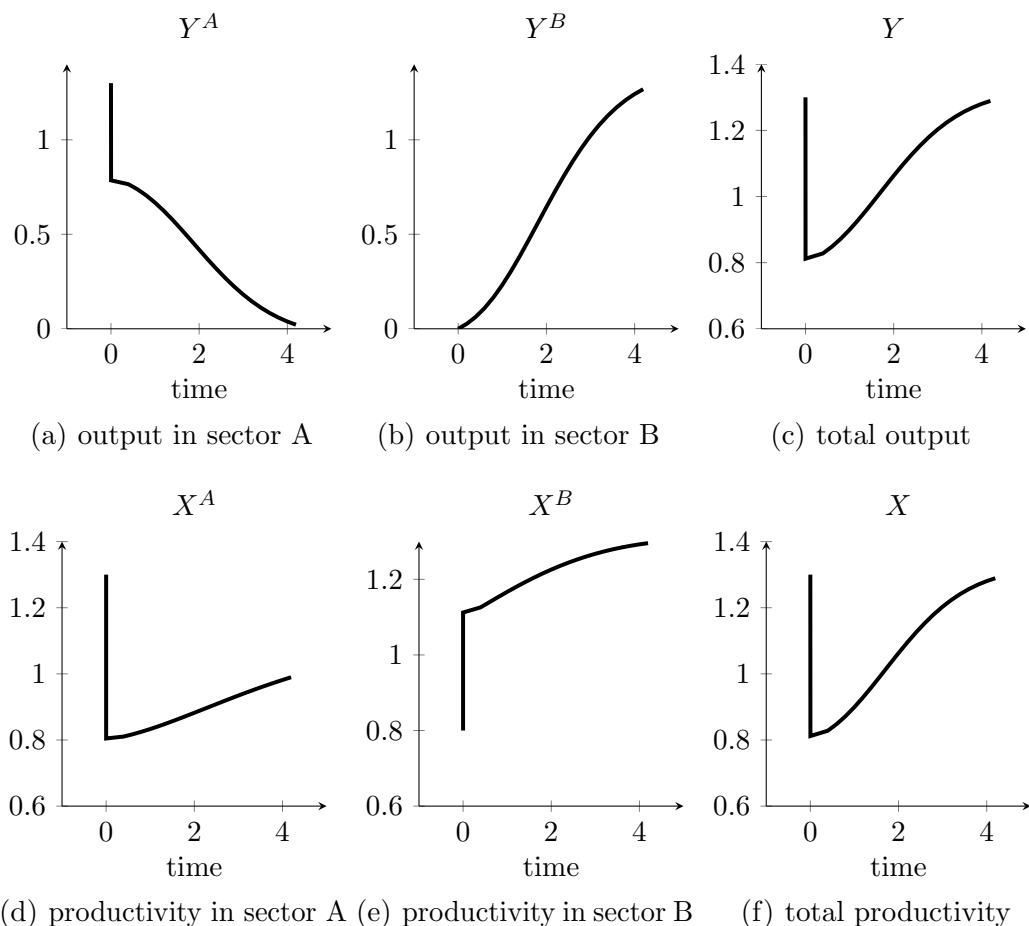 Y^A Y^B Y
1.4
1 1 1.2
1
0.5 0.5
0.8
0 0 0.6
0 2 4 0 2 4 0 2 4
time time time
(a) output in sector A (b) output in sector B (c) total output
X^A X^B X
1.4 1.4
1.2 1.2 1.2
1 1 1
0.8 0.8 0.8
0.6 0.6 0.6
0 2 4 0 2 4 0 2 4
time time time
(d) productivity in sector A (e) productivity in sector B (f) total productivity